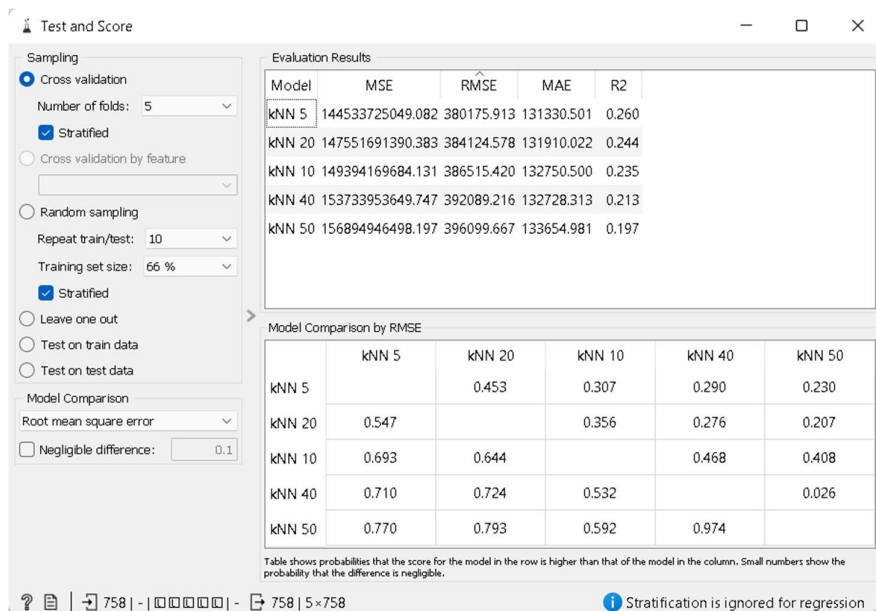 Test and Score
Sampling
Cross validation
Number of folds: 5
Stratified
Cross validation by feature
Random sampling
Repeat train/test: 10
Training set size: 66 %
Stratified
Leave one out
Test on train data
Test on test data
Model Comparison
Root mean square error
Negligible difference: 0.1
Evaluation Results
Model MSE RMSE MAE R2
kNN 5 144533725049.082 380175.913 131330.501 0.260
kNN 20 147551691390.383 384124.578 131910.022 0.244
kNN 10 149394169684.131 386515.420 132750.500 0.235
kNN 40 153733953649.747 392089.216 132728.313 0.213
kNN 50 156894946498.197 396099.667 133654.981 0.197
Model Comparison by RMSE
kNN 5 kNN 20 kNN 10 kNN 40 kNN 50
kNN 5 0.453 0.307 0.290 0.230
kNN 20 0.547 0.356 0.276 0.207
kNN 10 0.693 0.644 0.468 0.408
kNN 40 0.710 0.724 0.532 0.026
kNN 50 0.770 0.793 0.592 0.974
Table shows probabilities that the score for the model in the row is higher than that of the model in the column. Small numbers show the
probability that the difference is negligible.
758 | - | - 758 | 5×758
Stratification is ignored for regression